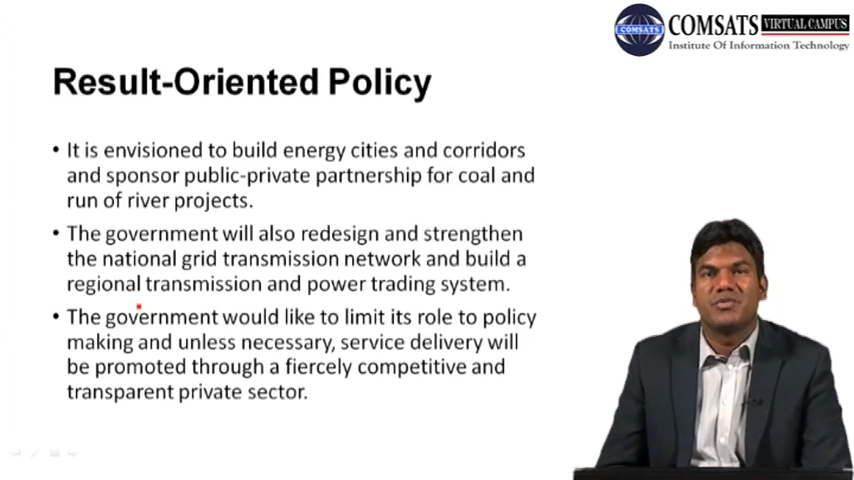 COMSATS
COMSATS VIRTUAL CAMPUS
Institute Of Information Technology
Result-Oriented Policy
• It is envisioned to build energy cities and corridors
and sponsor public-private partnership for coal and
run of river projects.
• The government will also redesign and strengthen
the national grid transmission network and build a
regional transmission and power trading system.
• The government would like to limit its role to policy
making and unless necessary, service delivery will
be promoted through a fiercely competitive and
transparent private sector.